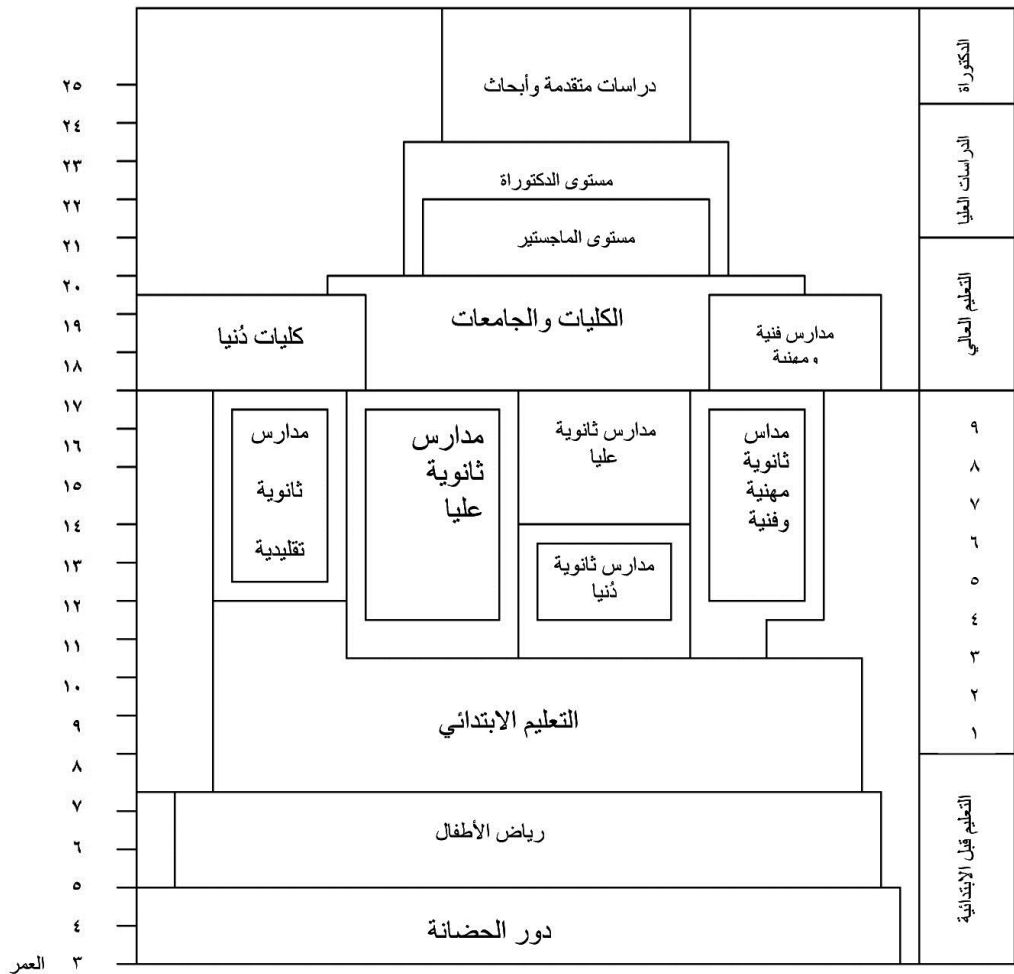 الدكتوراة
٢٥
دراسات متقدمة وأبحاث
٢٤
الدراسات العليا
٢٣
مستوى الدكتوراة
٢٢
مستوى الماجستير
٢١
التعليم العالي
٢٠
الكليات والجامعات
كليات دُنيا
مدارس فنية
ومهنية
١٩
١٨
١٧
٩
مدارس
ثانوية
تقليدية
مدارس
ثانوية
عليا
مدارس ثانوية
عليا
مداس
ثانوية
مهنية
وفنية
١٦
٨
١٥
٧
١٤
٦
مدارس ثانوية
دُنيا
١٣
٥
١٢
٤
١١
٣
١٠
٢
التعليم الابتدائي
٩
١
٨
التعليم قبل الابتدائية
٧
رياض الأطفال
٦
٥
دور الحضانة
٤
٣
العمر